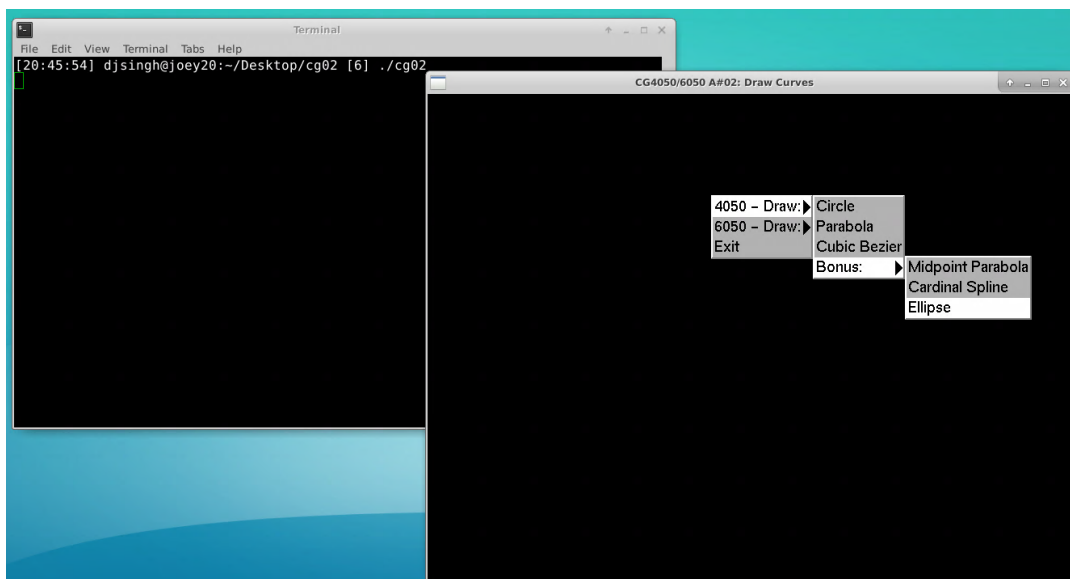 Terminal
File Edit View Terminal Tabs Help
[20:45:54] djsingh@joey20:~/Desktop/cg02 [6] ./cg02
CG4050/6050 A#02: Draw Curves
4050 – Draw:
6050 – Draw:
Exit
Circle
Parabola
Cubic Bezier
Bonus:
Midpoint Parabola
Cardinal Spline
Ellipse